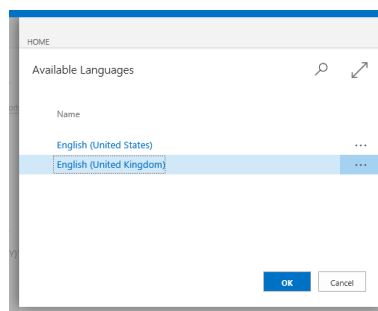 HOME
Available Languages
Name
English (United States)
English (United Kingdom)
OK
Cancel